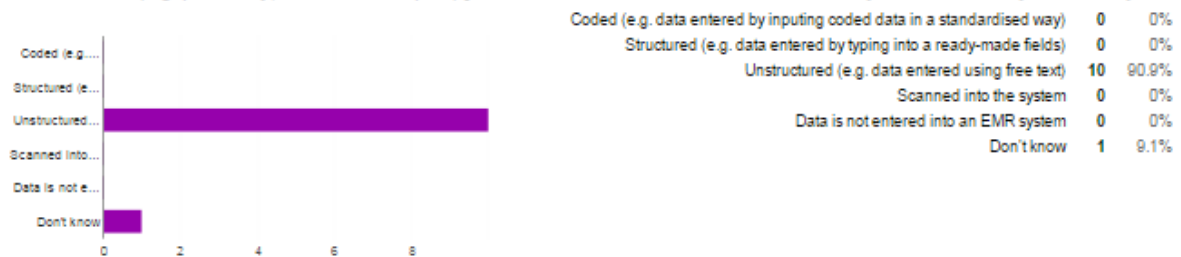 Coded (e.g. data entered by inputing coded data in a standardised way) 0 0%
Structured (e.g. data entered by typing into a ready-made fields) 0 0%
Unstructured (e.g. data entered using free text) 10 90.9%
Scanned into the system 0 0%
Data is not entered into an EMR system 0 0%
Don't know 1 9.1%
Coded (e.g....
Structured (e...
Unstructured...
Scanned into...
Data is not e...
Don't know
0 2 4 6 8